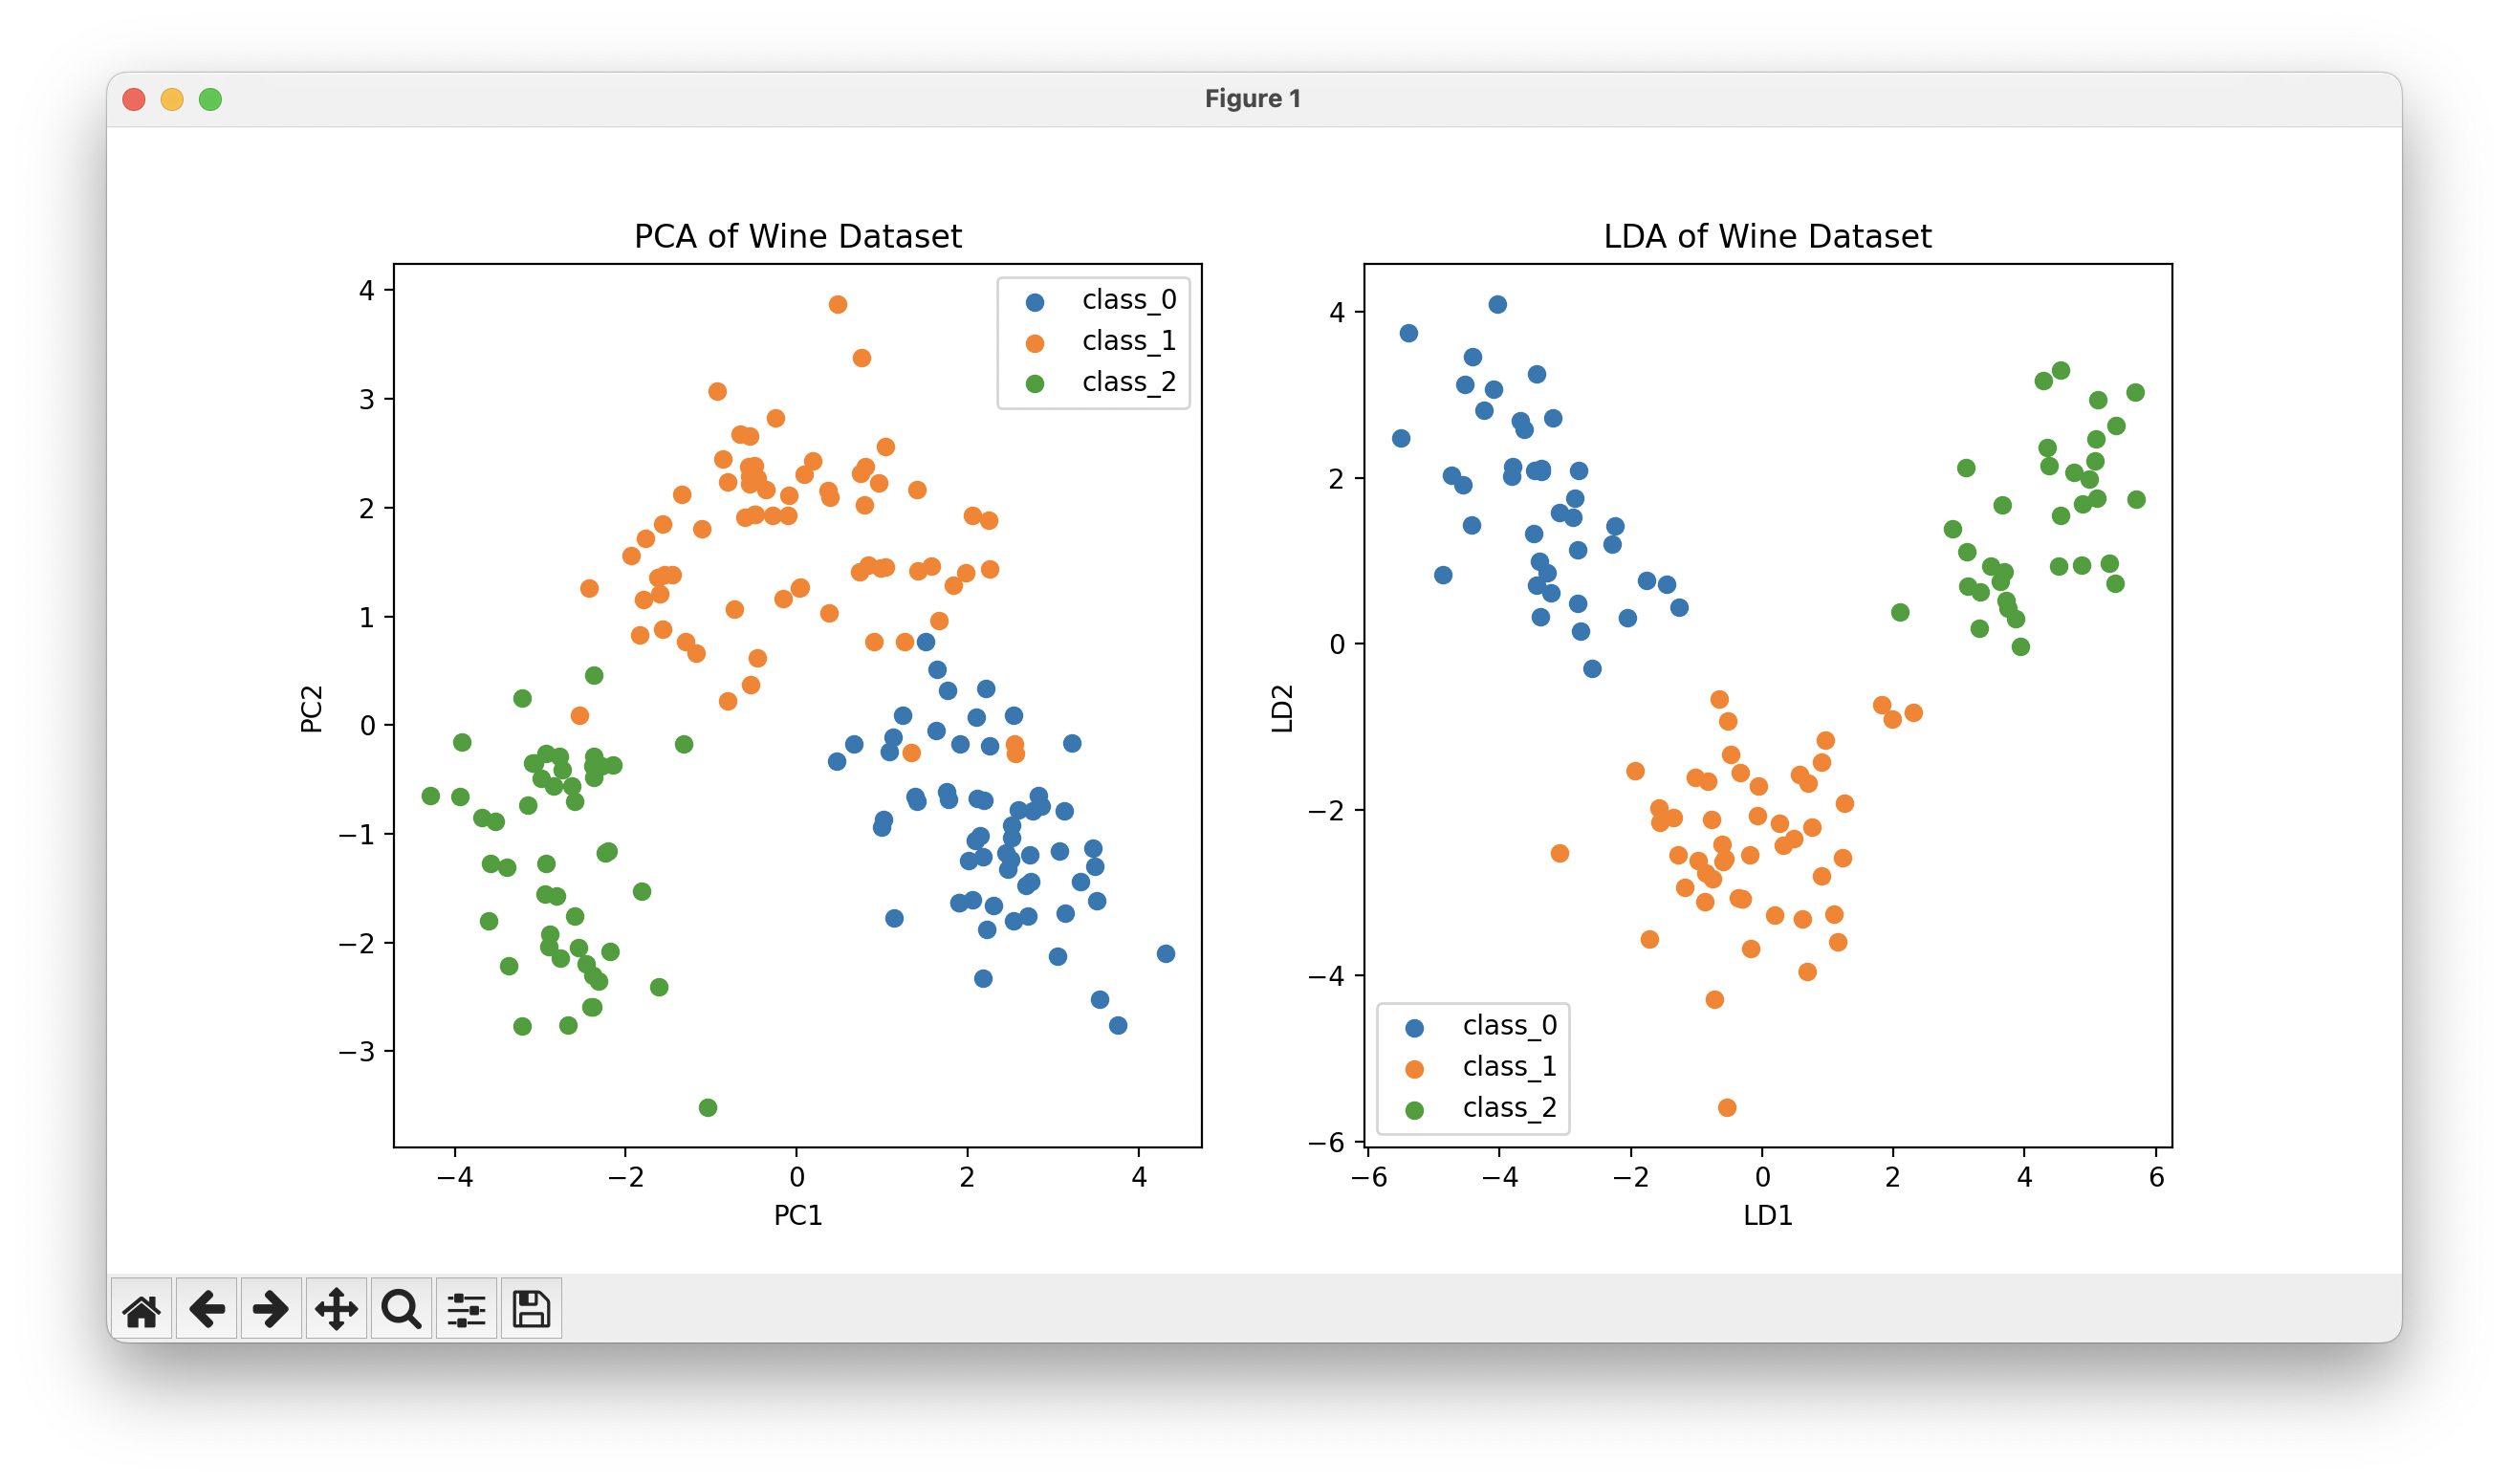 Figure 1
PCA of Wine Dataset
class_0
class_1
class_2
4
3
2
1
0
−1
−2
−3
PC2
−4 −2 0 2 4
PC1
LDA of Wine Dataset
4
2
0
−2
−4
−6
LD2
class_0
class_1
class_2
−6 −4 −2 0 2 4 6
LD1